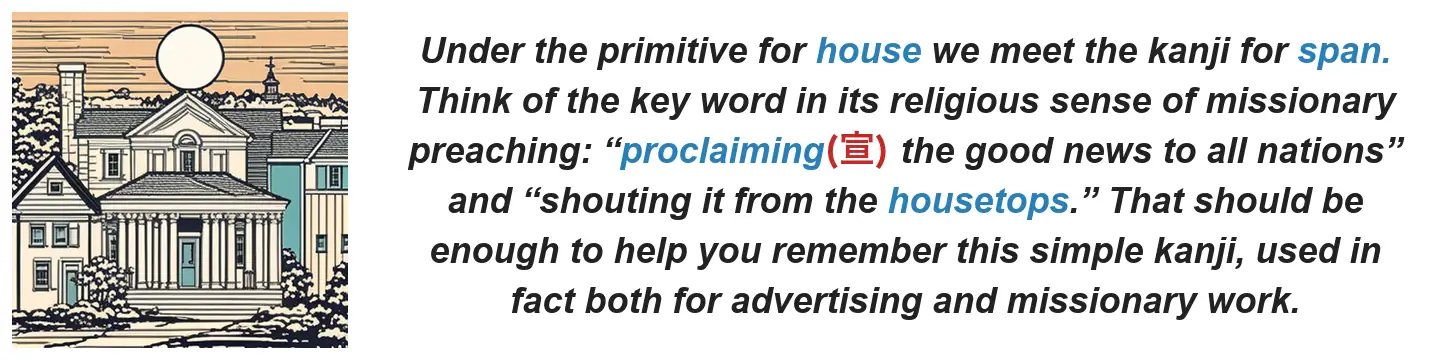 Under the primitive for house we meet the kanji for span.
Think of the key word in its religious sense of missionary
preaching: “proclaiming(宣) the good news to all nations”
and “shouting it from the housetops.” That should be
enough to help you remember this simple kanji, used in
fact both for advertising and missionary work.